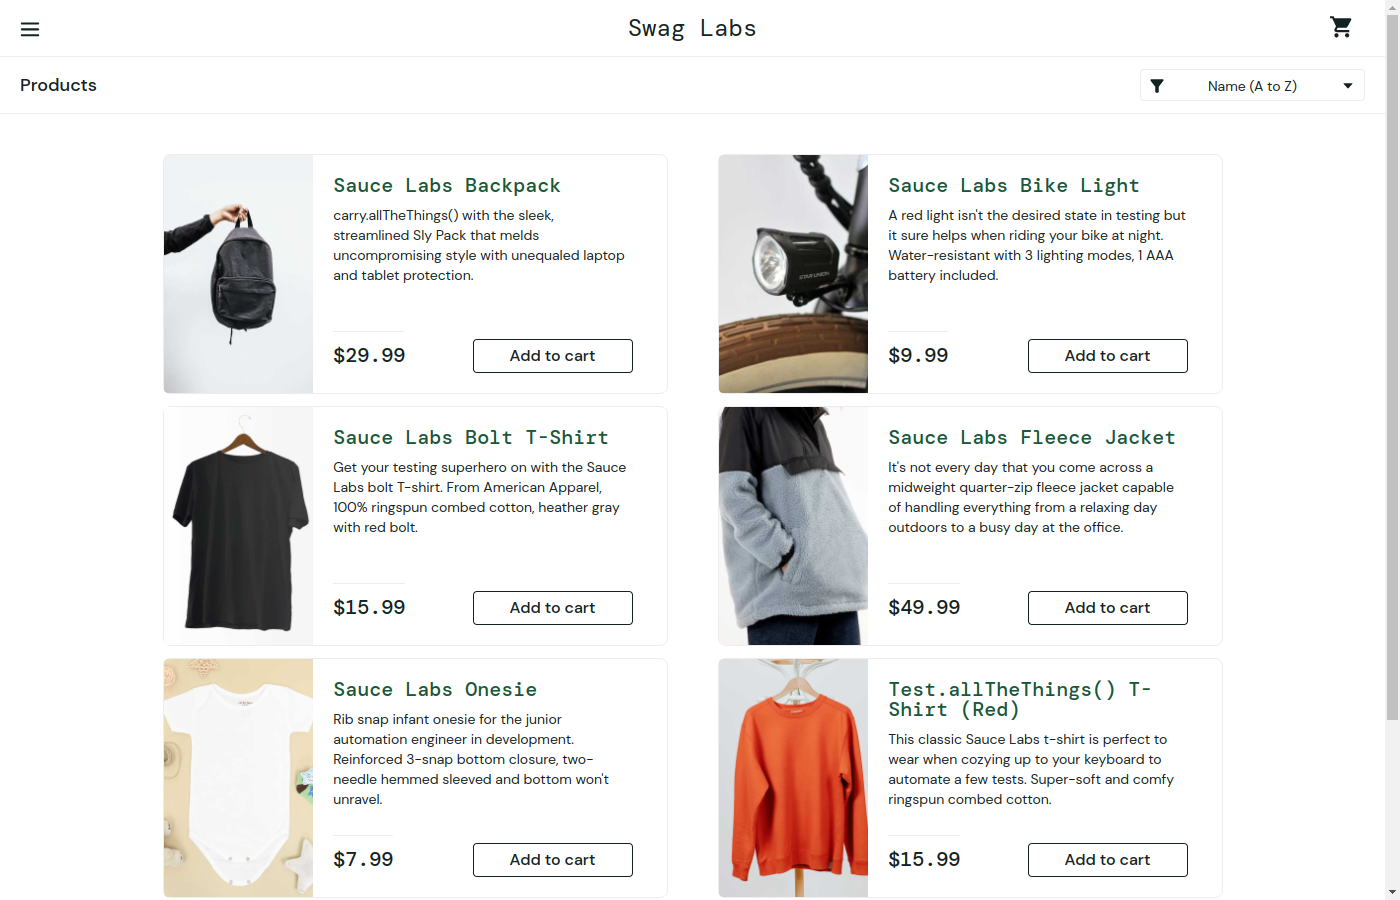 Swag Labs
Products
Name (A to Z)
Sauce Labs Backpack
carry.allTheThings() with the sleek,
streamlined Sly Pack that melds
uncompromising style with unequaled laptop
and tablet protection.
$29.99
Add to cart
Sauce Labs Bike Light
A red light isn't the desired state in testing but
it sure helps when riding your bike at night.
Water-resistant with 3 lighting modes, 1 AAA
battery included.
$9.99
Add to cart
STAR UNION
Sauce Labs Bolt T-Shirt
Get your testing superhero on with the Sauce
Labs bolt T-shirt. From American Apparel,
100% ringspun combed cotton, heather gray
with red bolt.
$15.99
Add to cart
Sauce Labs Fleece Jacket
It's not every day that you come across a
midweight quarter-zip fleece jacket capable
of handling everything from a relaxing day
outdoors to a busy day at the office.
$49.99
Add to cart
Sauce Labs Onesie
Rib snap infant onesie for the junior
automation engineer in development.
Reinforced 3-snap bottom closure, two-
needle hemmed sleeved and bottom won't
unravel.
$7.99
Add to cart
Test.allTheThings() T-
Shirt (Red)
This classic Sauce Labs t-shirt is perfect to
wear when cozying up to your keyboard to
automate a few tests. Super-soft and comfy
ringspun combed cotton.
$15.99
Add to cart